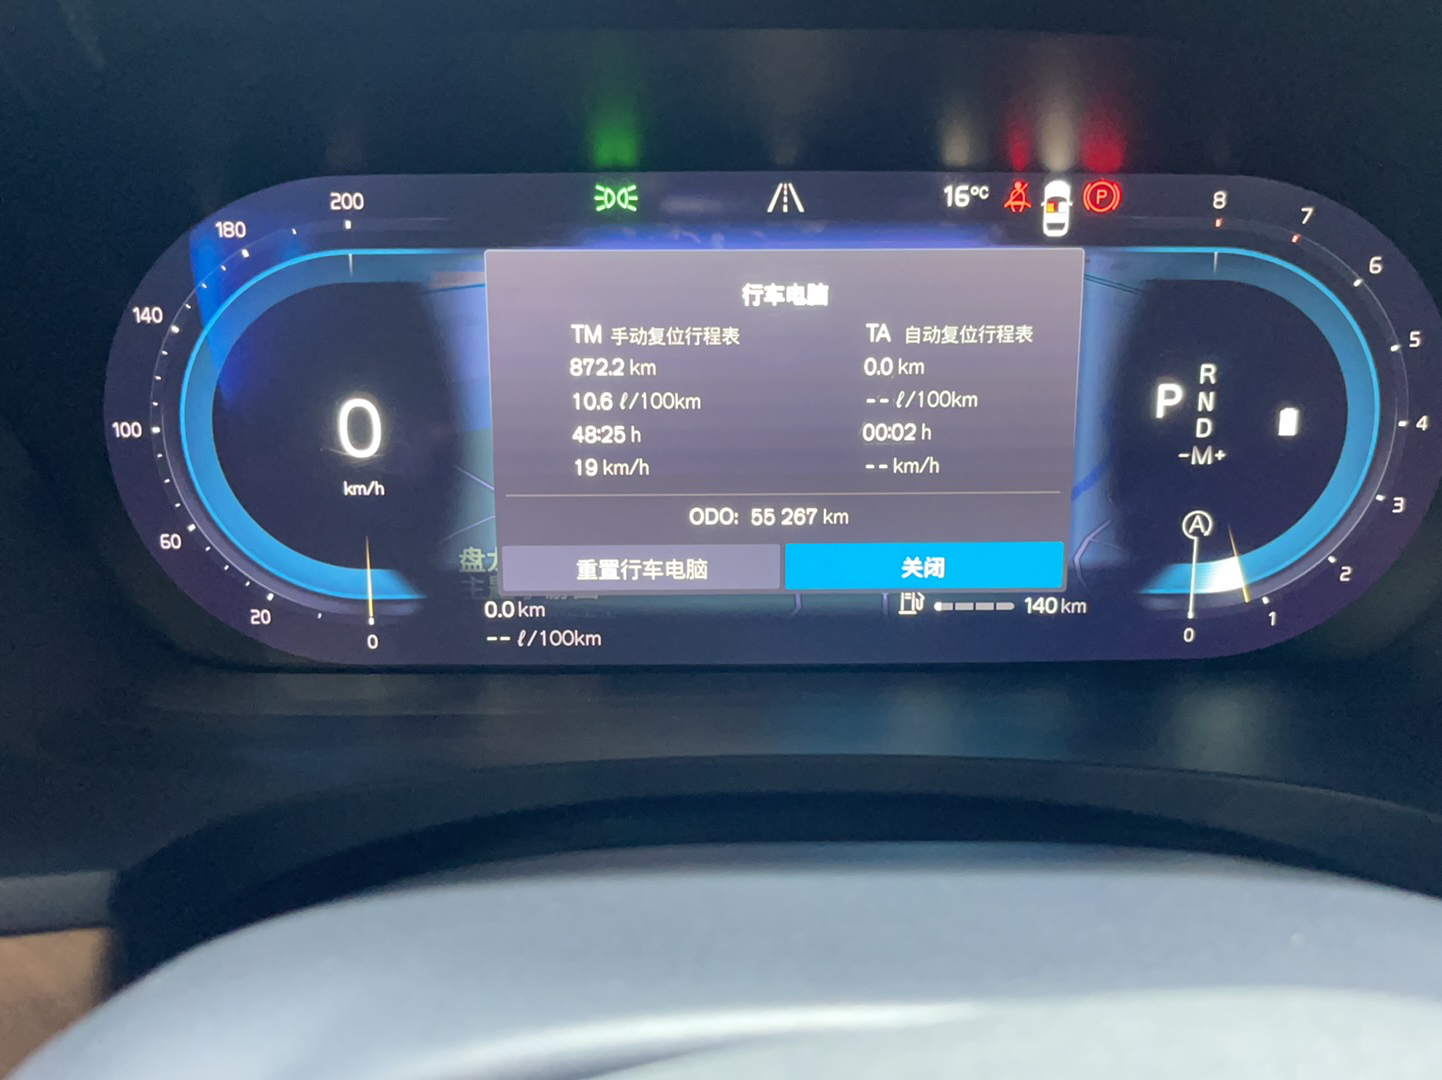 200
180
140
100
60
20
0
0
km/h
16°C
P
行车电脑
TM 手动复位行程表
872.2 km
10.6 ℓ/100km
48:25 h
19 km/h
TA 自动复位行程表
0.0 km
-- ℓ/100km
00:02 h
-- km/h
ODO: 55 267 km
重置行车电脑
关闭
0.0 km
-- ℓ/100km
140 km
P
R
N
D
-M+
A
8
7
6
5
4
3
2
1
0